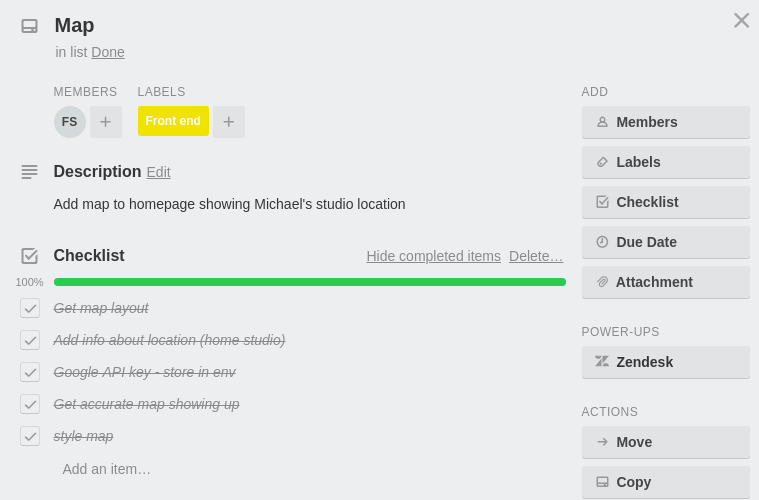 Map
in list Done
MEMBERS
LABELS
FS
Front end
Description Edit
Add map to homepage showing Michael's studio location
Checklist
Hide completed items
Delete…
100%
Get map layout
Add info about location (home studio)
Google API key - store in env
Get accurate map showing up
style map
Add an item…
ADD
Members
Labels
Checklist
Due Date
Attachment
POWER-UPS
Zendesk
ACTIONS
Move
Copy